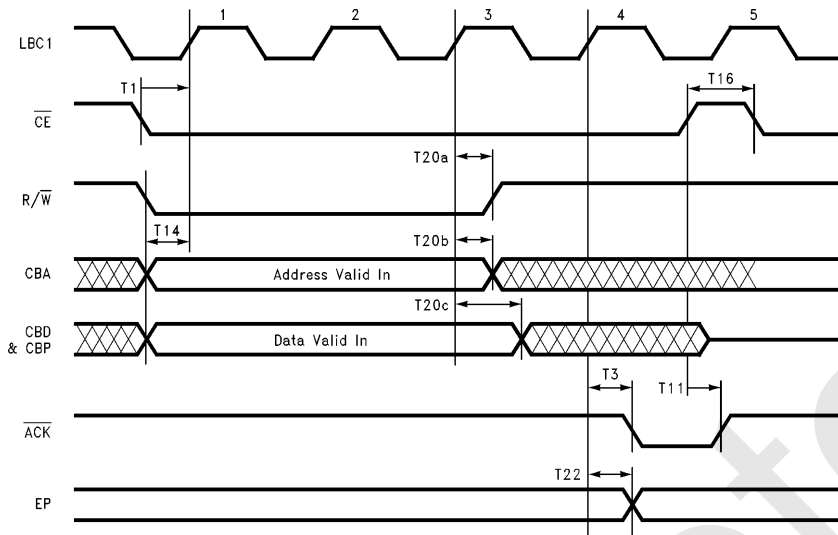 1 2 3 4 5
LBC1
T1 T16
CE
T20a
R/W
T14 T20b
CBA Address Valid In
T20c
CBD
& CBP Data Valid In
T3 T11
ACK
T22
EP